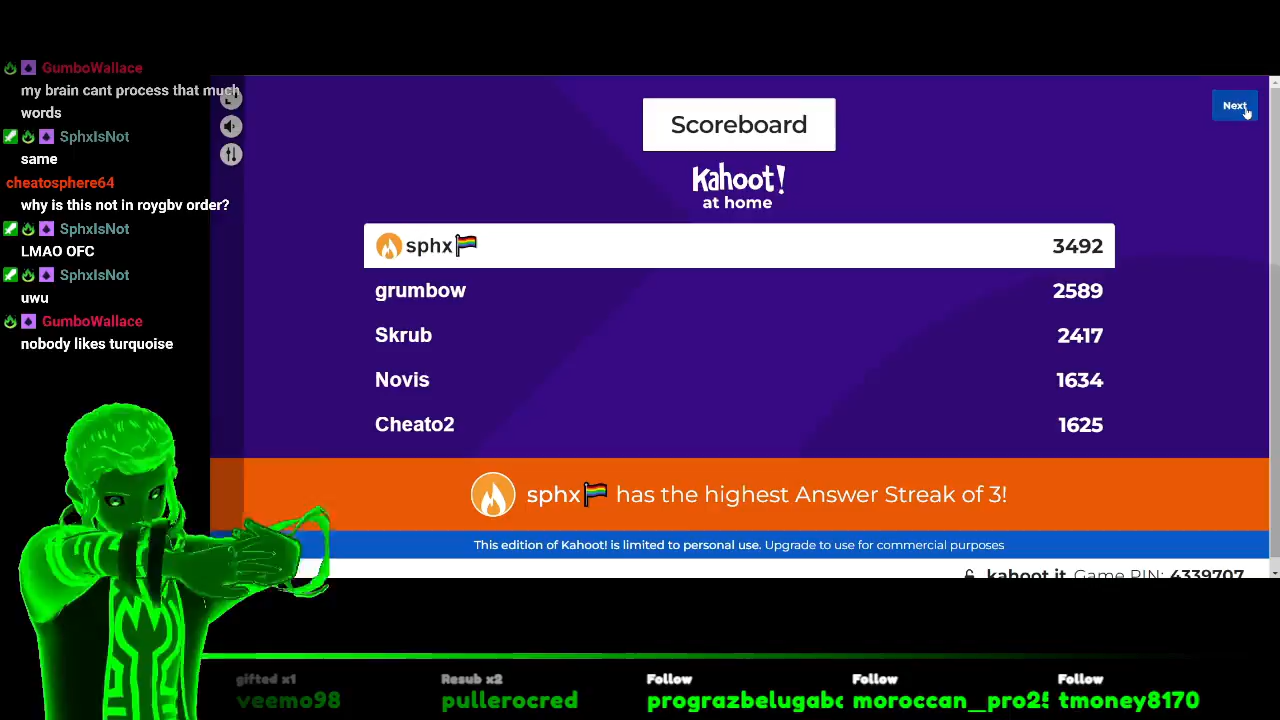 GumboWallace
my brain cant process that much
words
SphxIsNot
same
cheatosphere64
why is this not in roygbv order?
SphxIsNot
LMAO OFC
SphxIsNot
uwu
GumboWallace
nobody likes turquoise
Next
Scoreboard
Kahoot!
at home
sphx🏳️‍🌈 3492
grumbow 2589
Skrub 2417
Novis 1634
Cheato2 1625
sphx🏳️‍🌈 has the highest Answer Streak of 3!
This edition of Kahoot! is limited to personal use. Upgrade to use for commercial purposes
kahoot.it Game PIN: 4339707
gifted x1
veemo98
Resub x2
pullerocred
Follow
prograzbelugabc
Follow
moroccan_pro25
Follow
tmoney8170